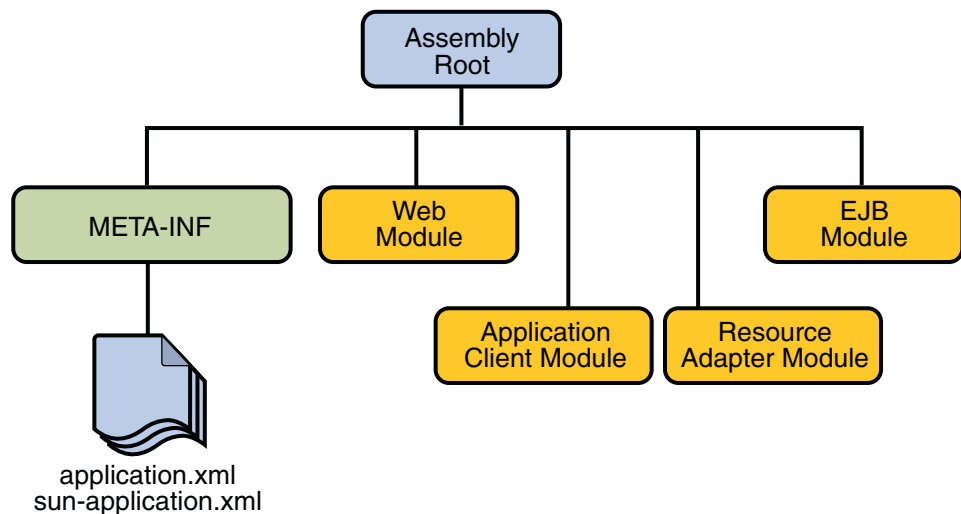 Assembly
Root
META-INF
Web
Module
EJB
Module
Application
Client Module
Resource
Adapter Module
application.xml
sun-application.xml